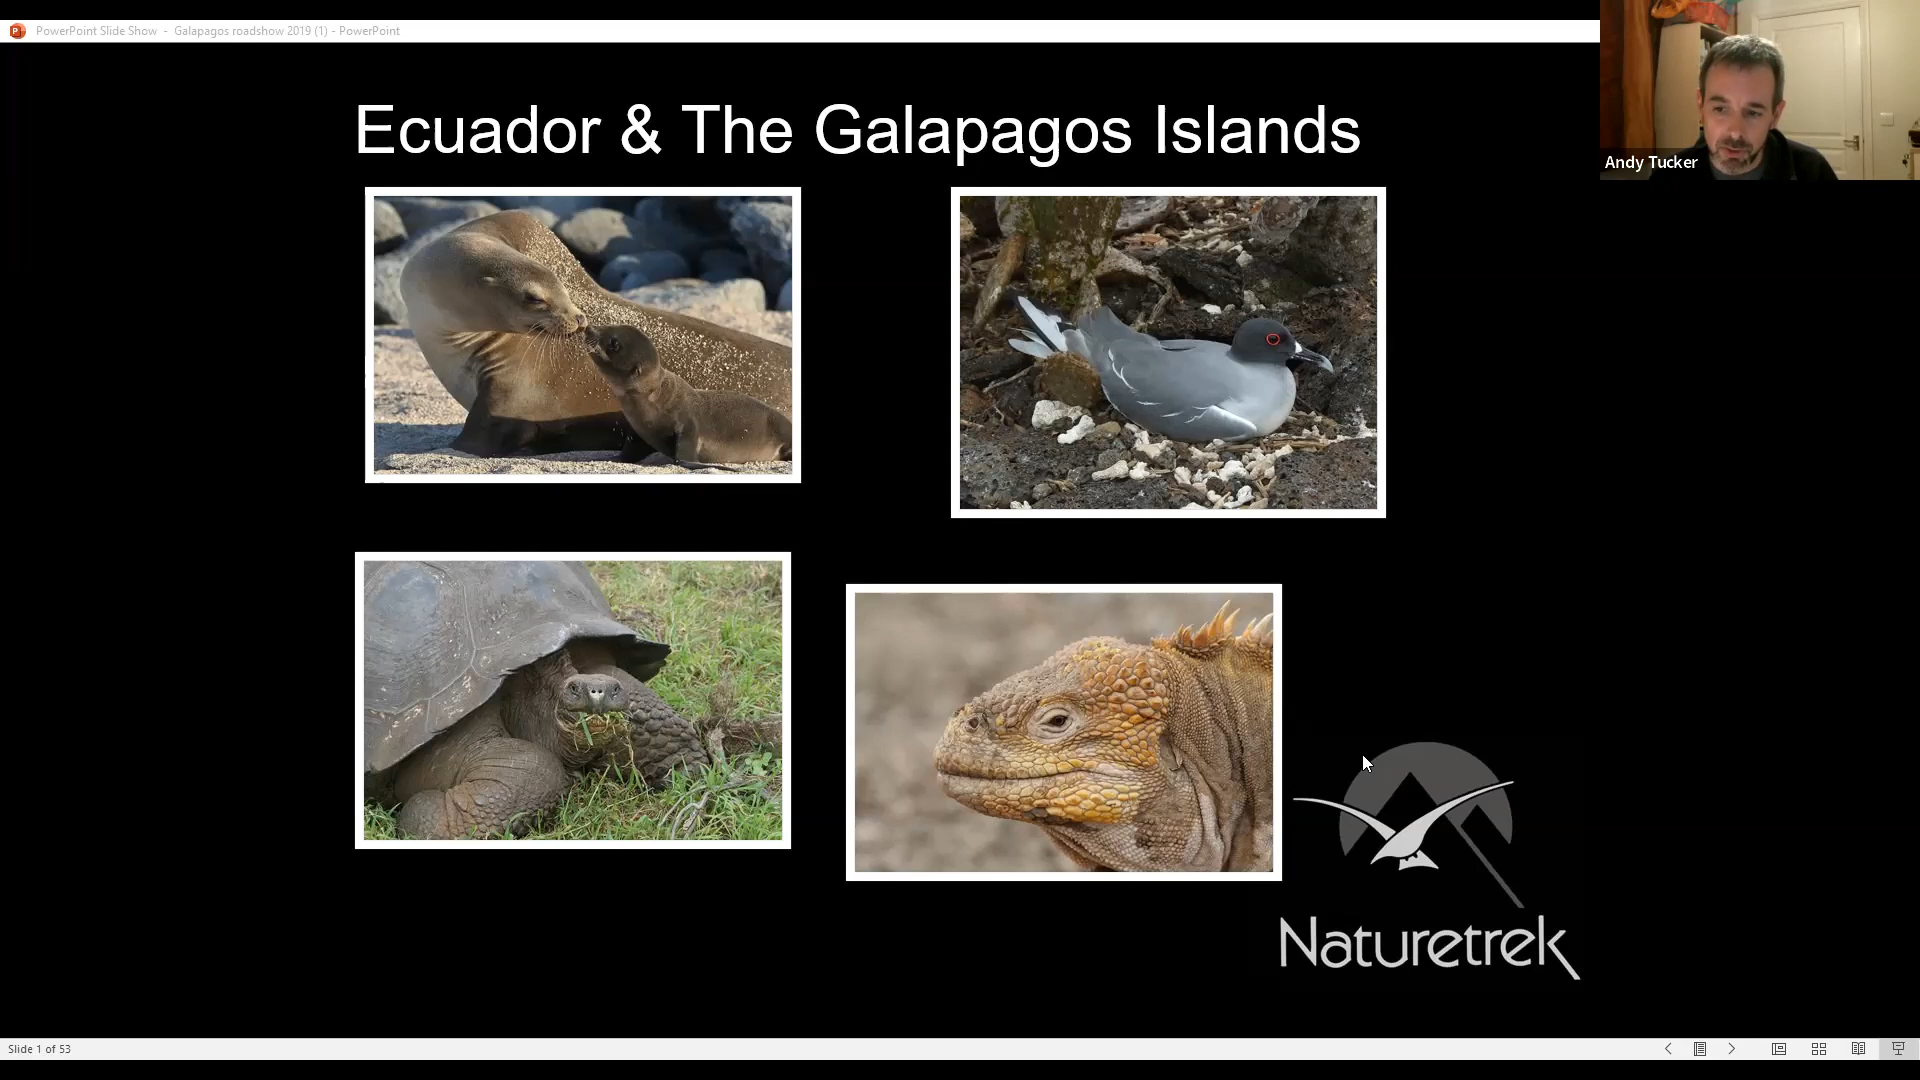 PowerPoint Slide Show - Galapagos roadshow 2019 (1) - PowerPoint
Ecuador & The Galapagos Islands
Andy Tucker
Naturetrek
Slide 1 of 53